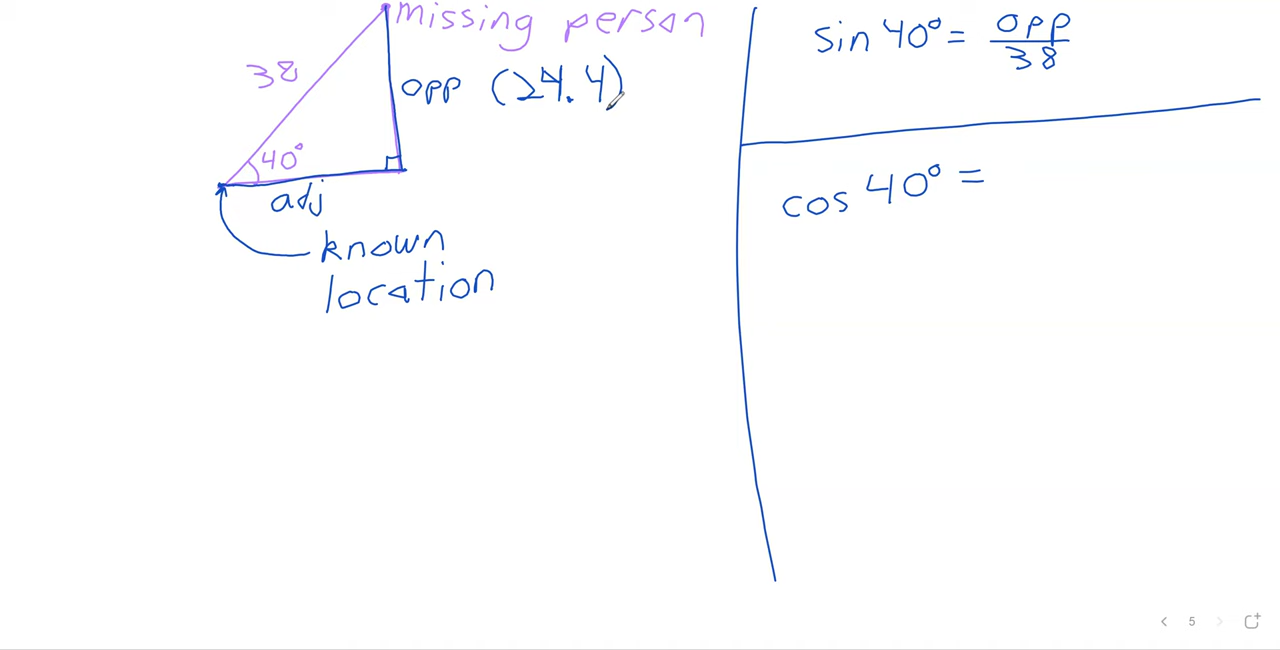 missing person
38
opp (24.4)
40°
adj
known
location
sin 40° = opp
38
cos 40° =
5